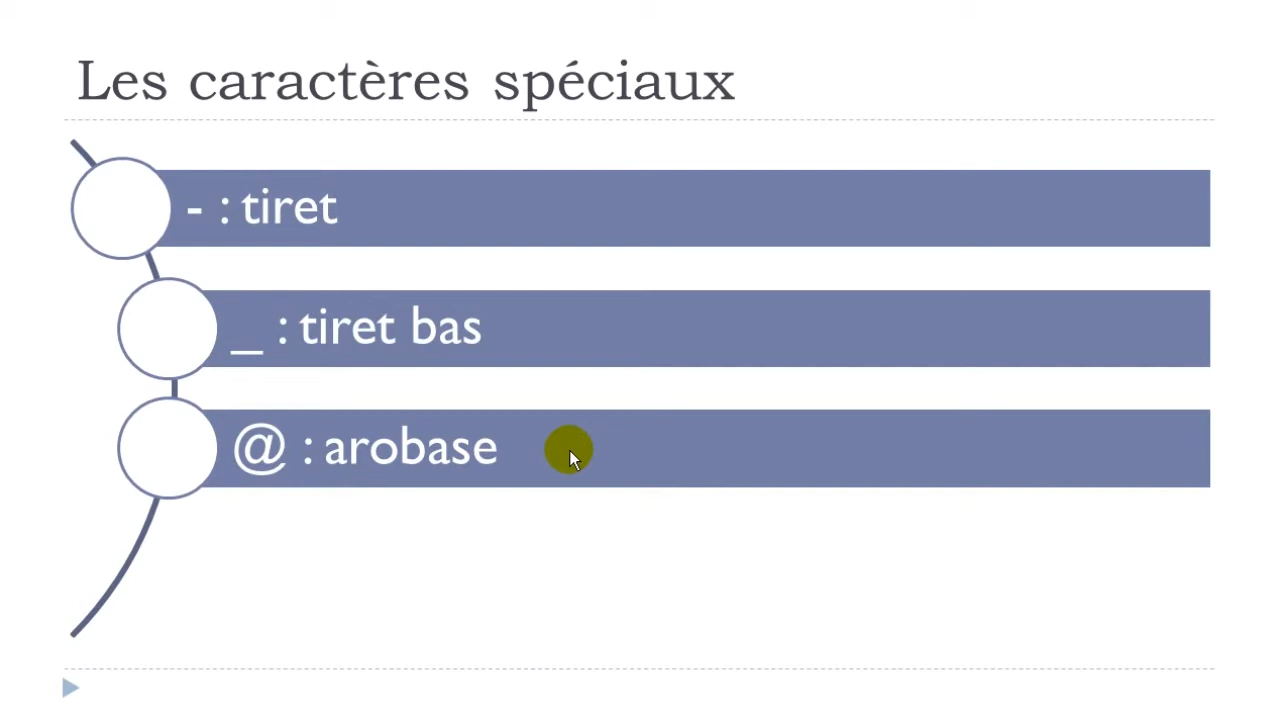 Les caractères spéciaux
- : tiret
_ : tiret bas
@ : arobase